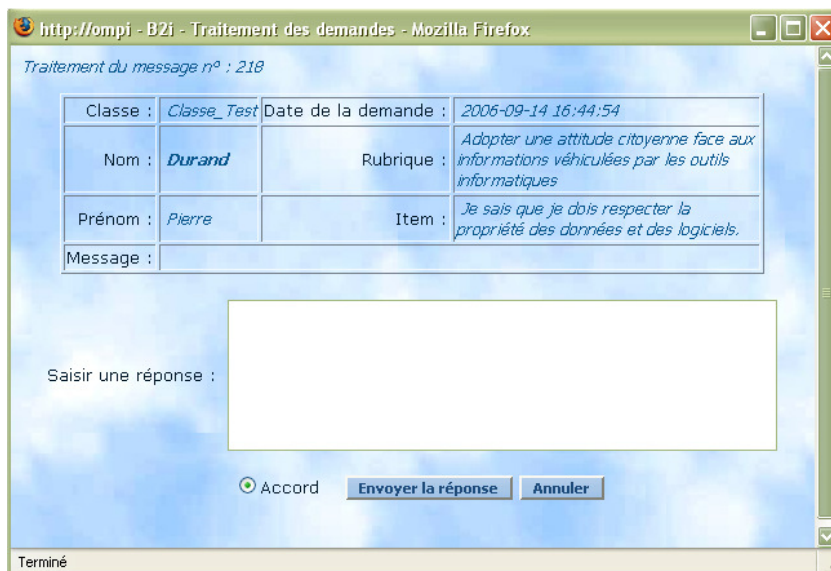 http://ompi - B2i - Traitement des demandes - Mozilla Firefox
Traitement du message nº : 218
Classe : Classe_Test Date de la demande : 2006-09-14 16:44:54
Nom : Durand Rubrique : Adopter une attitude citoyenne face aux
informations véhiculées par les outils
informatiques
Prénom : Pierre Item : Je sais que je dois respecter la
propriété des données et des logiciels.
Message :
Saisir une réponse :
Accord Envoyer la réponse Annuler
Terminé